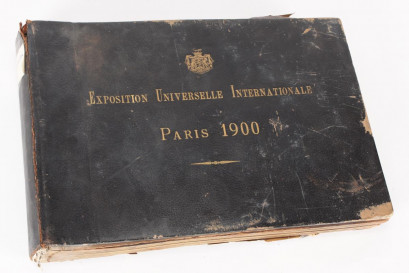 EXPOSITION UNIVERSELLE INTERNATIONALE
PARIS 1900